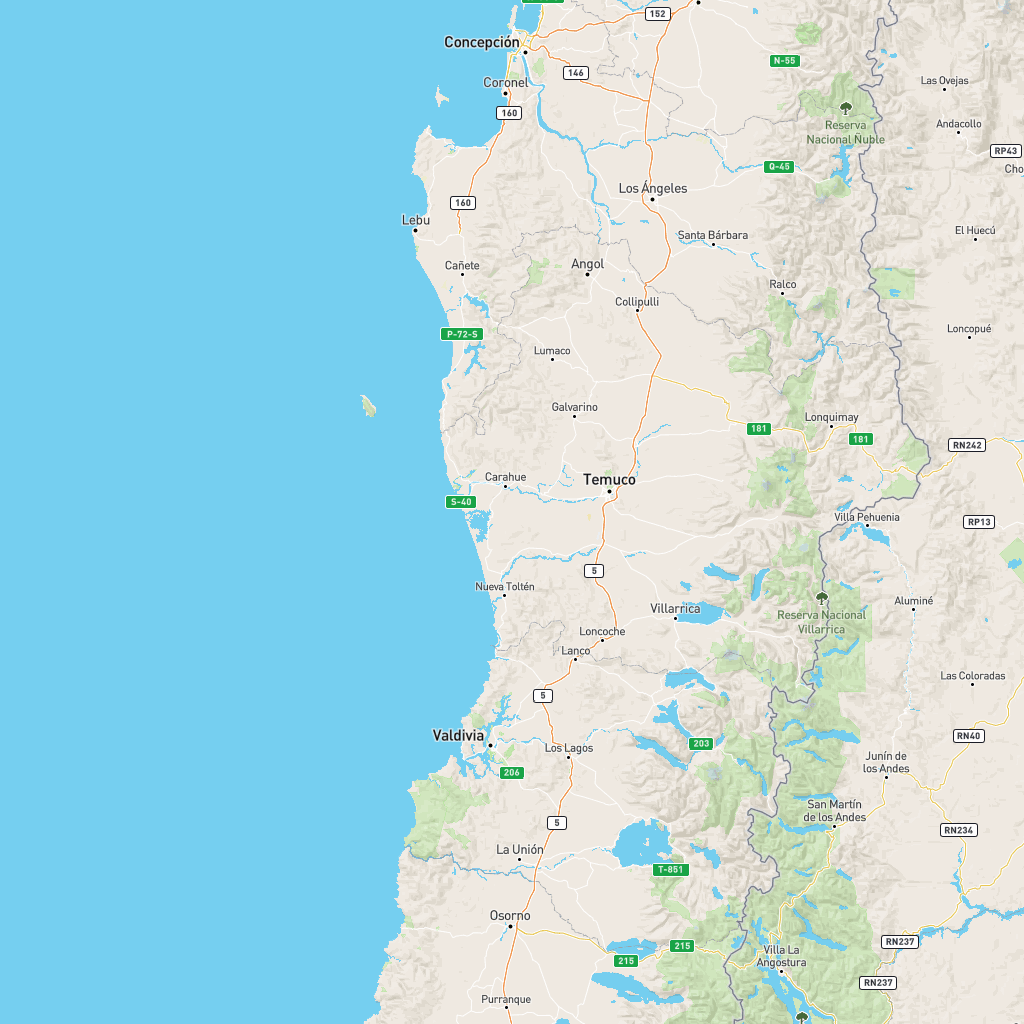 152
Concepción
N-55
146
Las Ovejas
Coronel
160
Reserva
Nacional Ñuble
Andacollo
RP43
Q-45
Cho
Los Ángeles
160
Lebu
Santa Bárbara
El Huecú
Cañete
Angol
Ralco
Collipulli
P-72-S
Loncopué
Lumaco
Galvarino
Lonquimay
181
181
RN242
Carahue
Temuco
S-40
Villa Pehuenia
RP13
5
Nueva Toltén
Villarrica
Reserva Nacional
Villarrica
Aluminé
Loncoche
Lanco
Las Coloradas
5
Valdivia
203
RN40
Los Lagos
206
Junín de
los Andes
San Martín
de los Andes
5
RN234
La Unión
T-851
Osorno
215
RN237
215
Villa La
Angostura
RN237
Purranque